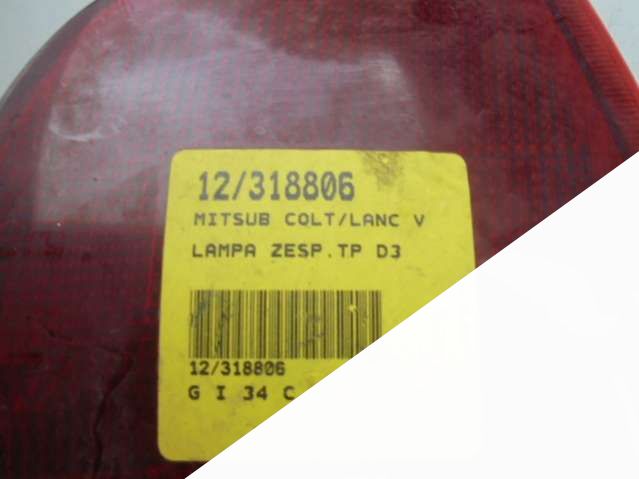 12/318806
MITSUB COLT/LANC V
LAMPA ZESP.TP D3
12/318806
G I 34 C